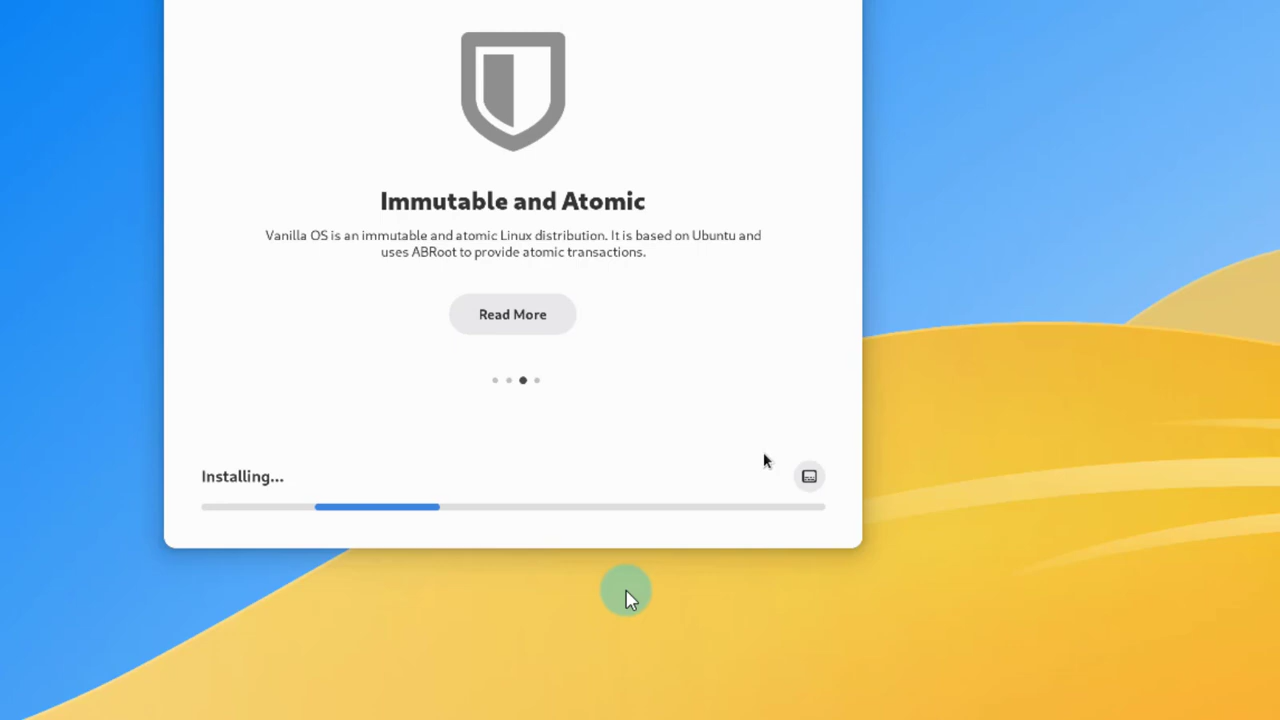 Immutable and Atomic
Vanilla OS is an immutable and atomic Linux distribution. It is based on Ubuntu and
uses ABRoot to provide atomic transactions.
Read More
Installing...